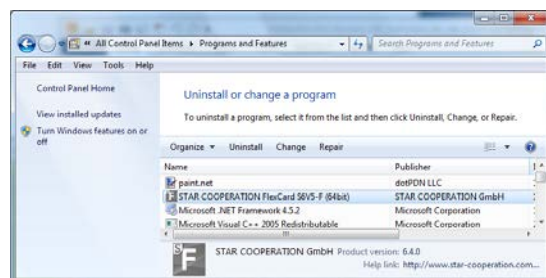 « All Control Panel Items ▸ Programs and Features
Search Programs and Features
File Edit View Tools Help
Control Panel Home
View installed updates
Turn Windows features on or off
Uninstall or change a program
To uninstall a program, select it from the list and then click Uninstall, Change, or Repair.
Organize Uninstall Change Repair
Name Publisher
paint.net dotPDN LLC
STAR COOPERATION FlexCard S6V5-F (64bit) STAR COOPERATION GmbH
Microsoft .NET Framework 4.5.2 Microsoft Corporation
Microsoft Visual C++ 2005 Redistributable Microsoft Corporation
STAR COOPERATION GmbH Product version: 6.4.0
Help link: http://www.star-cooperation.com...